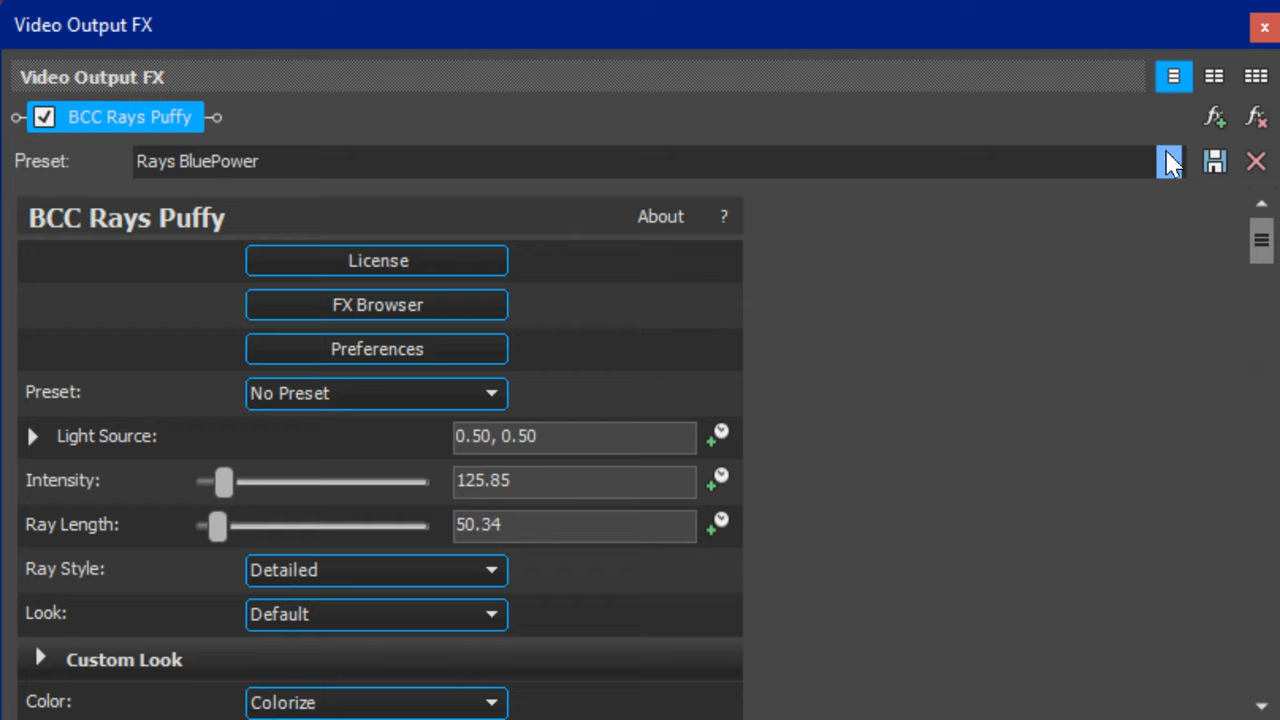 Video Output FX
x
Video Output FX
BCC Rays Puffy
Preset: Rays BluePower
BCC Rays Puffy About ?
License
FX Browser
Preferences
Preset: No Preset
Light Source: 0.50, 0.50
Intensity: 125.85
Ray Length: 50.34
Ray Style: Detailed
Look: Default
Custom Look
Color: Colorize